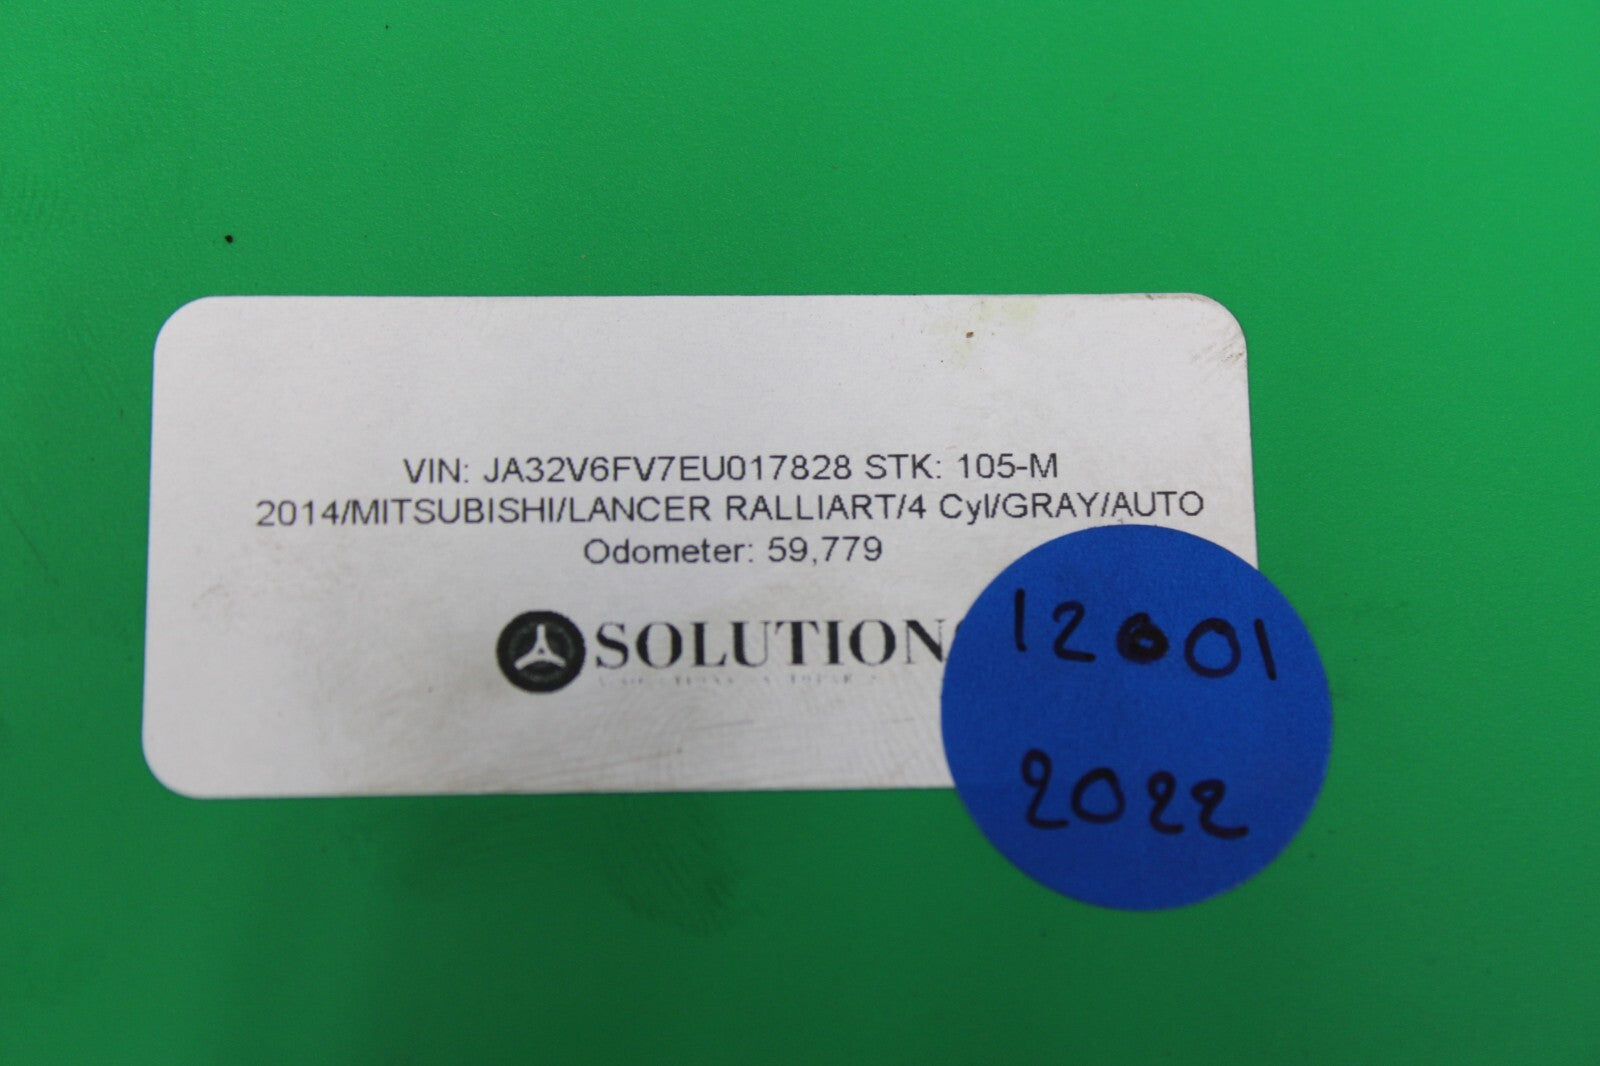 VIN: JA32V6FV7EU017828 STK: 105-M
2014/MITSUBISHI/LANCER RALLIART/4 Cyl/GRAY/AUTO
Odometer: 59,779
SOLUTION
12001
2022